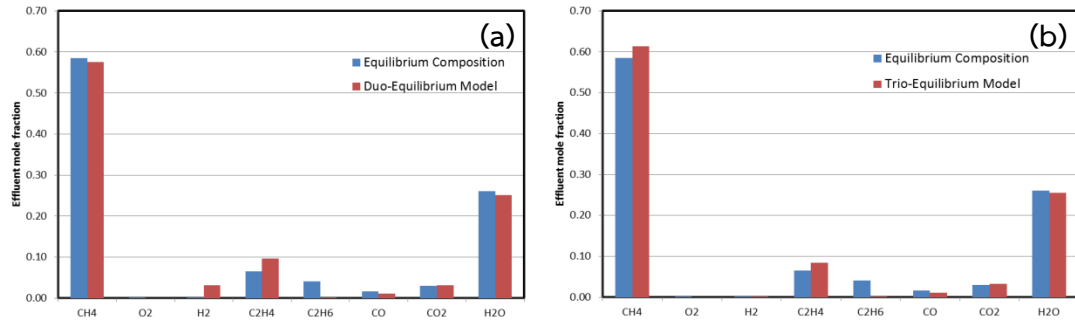 (a)
0.70
0.60
0.50
0.40
0.30
0.20
0.10
0.00
Effluent mole fraction
Equilibrium Composition
Duo-Equilibrium Model
CH4 O2 H2 C2H4 C2H6 CO CO2 H2O
(b)
0.70
0.60
0.50
0.40
0.30
0.20
0.10
0.00
Effluent mole fraction
Equilibrium Composition
Trio-Equilibrium Model
CH4 O2 H2 C2H4 C2H6 CO CO2 H2O